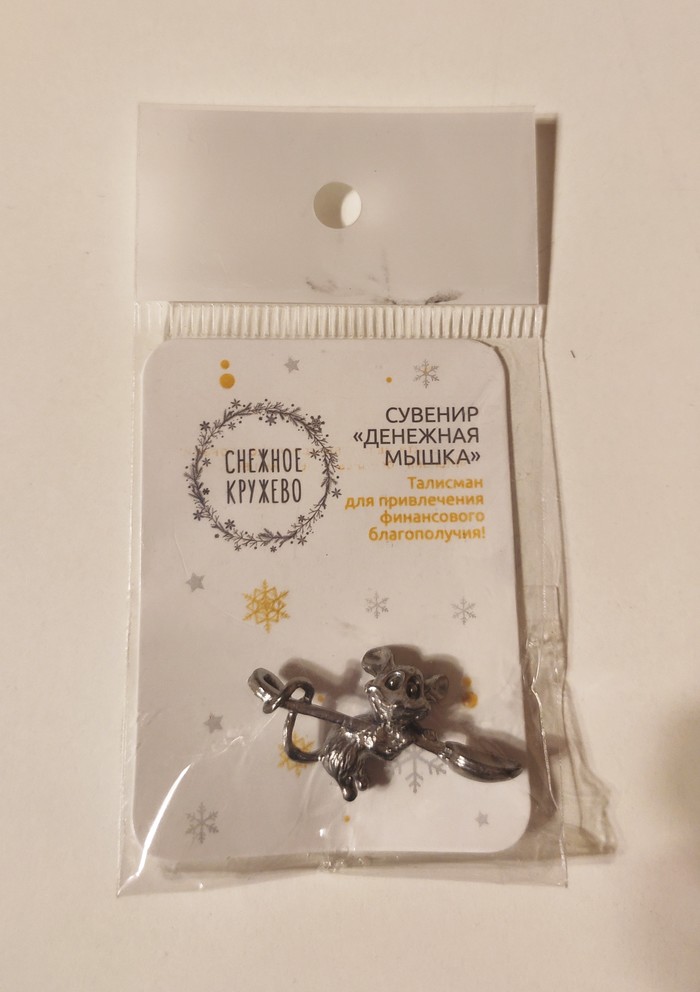 СНЕЖНОЕ
КРУЖЕВО
СУВЕНИР
«ДЕНЕЖНАЯ
МЫШКА»
Талисман
для привлечения
финансового
благополучия!